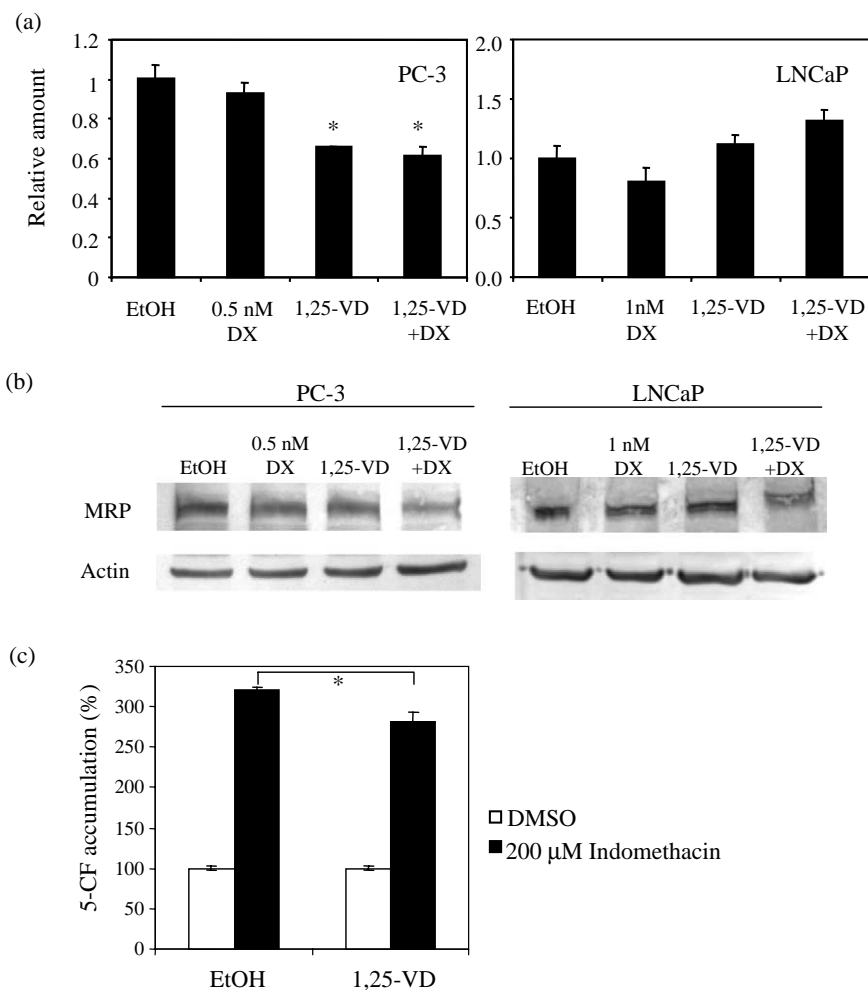 (a)
1.2
1
0.8
0.6
0.4
0.2
0
Relative amount
PC-3
*
*
EtOH
0.5 nM
DX
1,25-VD
1,25-VD
+DX
2.0
1.5
1.0
0.5
0.0
LNCaP
EtOH
1nM
DX
1,25-VD
1,25-VD
+DX
(b)
PC-3
EtOH
0.5 nM
DX
1,25-VD
1,25-VD
+DX
LNCaP
EtOH
1 nM
DX
1,25-VD
1,25-VD
+DX
MRP
Actin
(c)
350
300
250
200
150
100
50
0
5-CF accumulation (%)
*
EtOH
1,25-VD
DMSO
200 μM Indomethacin